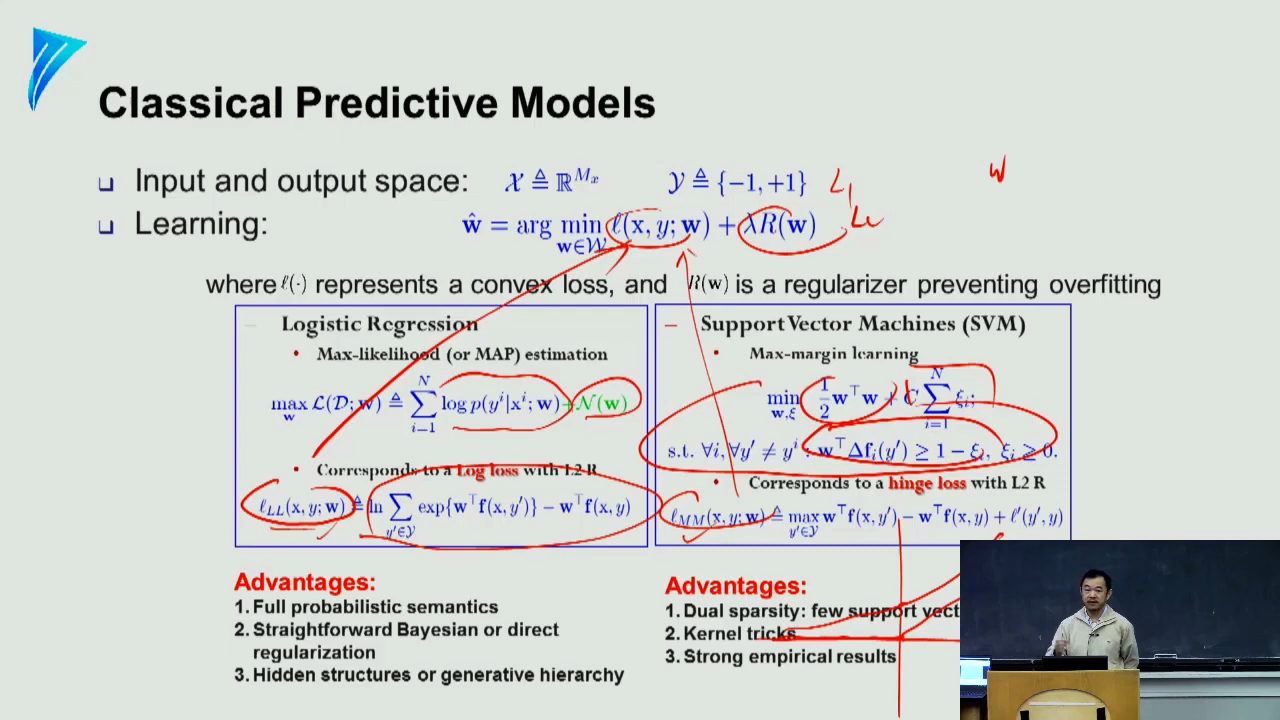 Classical Predictive Models
Input and output space: 𝒳 ≜ ℝ^{M_x} 𝒴 ≜ {−1, +1} L₁
W
Learning: ŵ = arg min_{w∈𝒲} ℓ(x, y; w) + λR(w)
where ℓ(·) represents a convex loss, and R(w) is a regularizer preventing overfitting
– Logistic Regression
• Max-likelihood (or MAP) estimation
max_w ℒ(𝒟; w) ≜ ∑_{i=1}^{N} log p(y^i|x^i; w) + 𝒩(w)
• Corresponds to a Log loss with L2 R
ℓ_{LL}(x, y; w) ≜ ln ∑_{y′∈𝒴} exp{w^⊤f(x, y′)} − w^⊤f(x, y)
– Support Vector Machines (SVM)
• Max-margin learning
min_{w,ξ} 1/2 w^⊤w + C ∑_{i=1}^{N} ξ_i;
s.t. ∀i, ∀y′ ≠ y^i : w^⊤Δf_i(y′) ≥ 1 − ξ_i, ξ_i ≥ 0.
• Corresponds to a hinge loss with L2 R
ℓ_{MM}(x, y; w) ≜ max_{y′∈𝒴} w^⊤f(x, y′) − w^⊤f(x, y) + ℓ′(y′, y)
Advantages:
1. Full probabilistic semantics
2. Straightforward Bayesian or direct
regularization
3. Hidden structures or generative hierarchy
Advantages:
1. Dual sparsity: few support vect
2. Kernel tricks
3. Strong empirical results